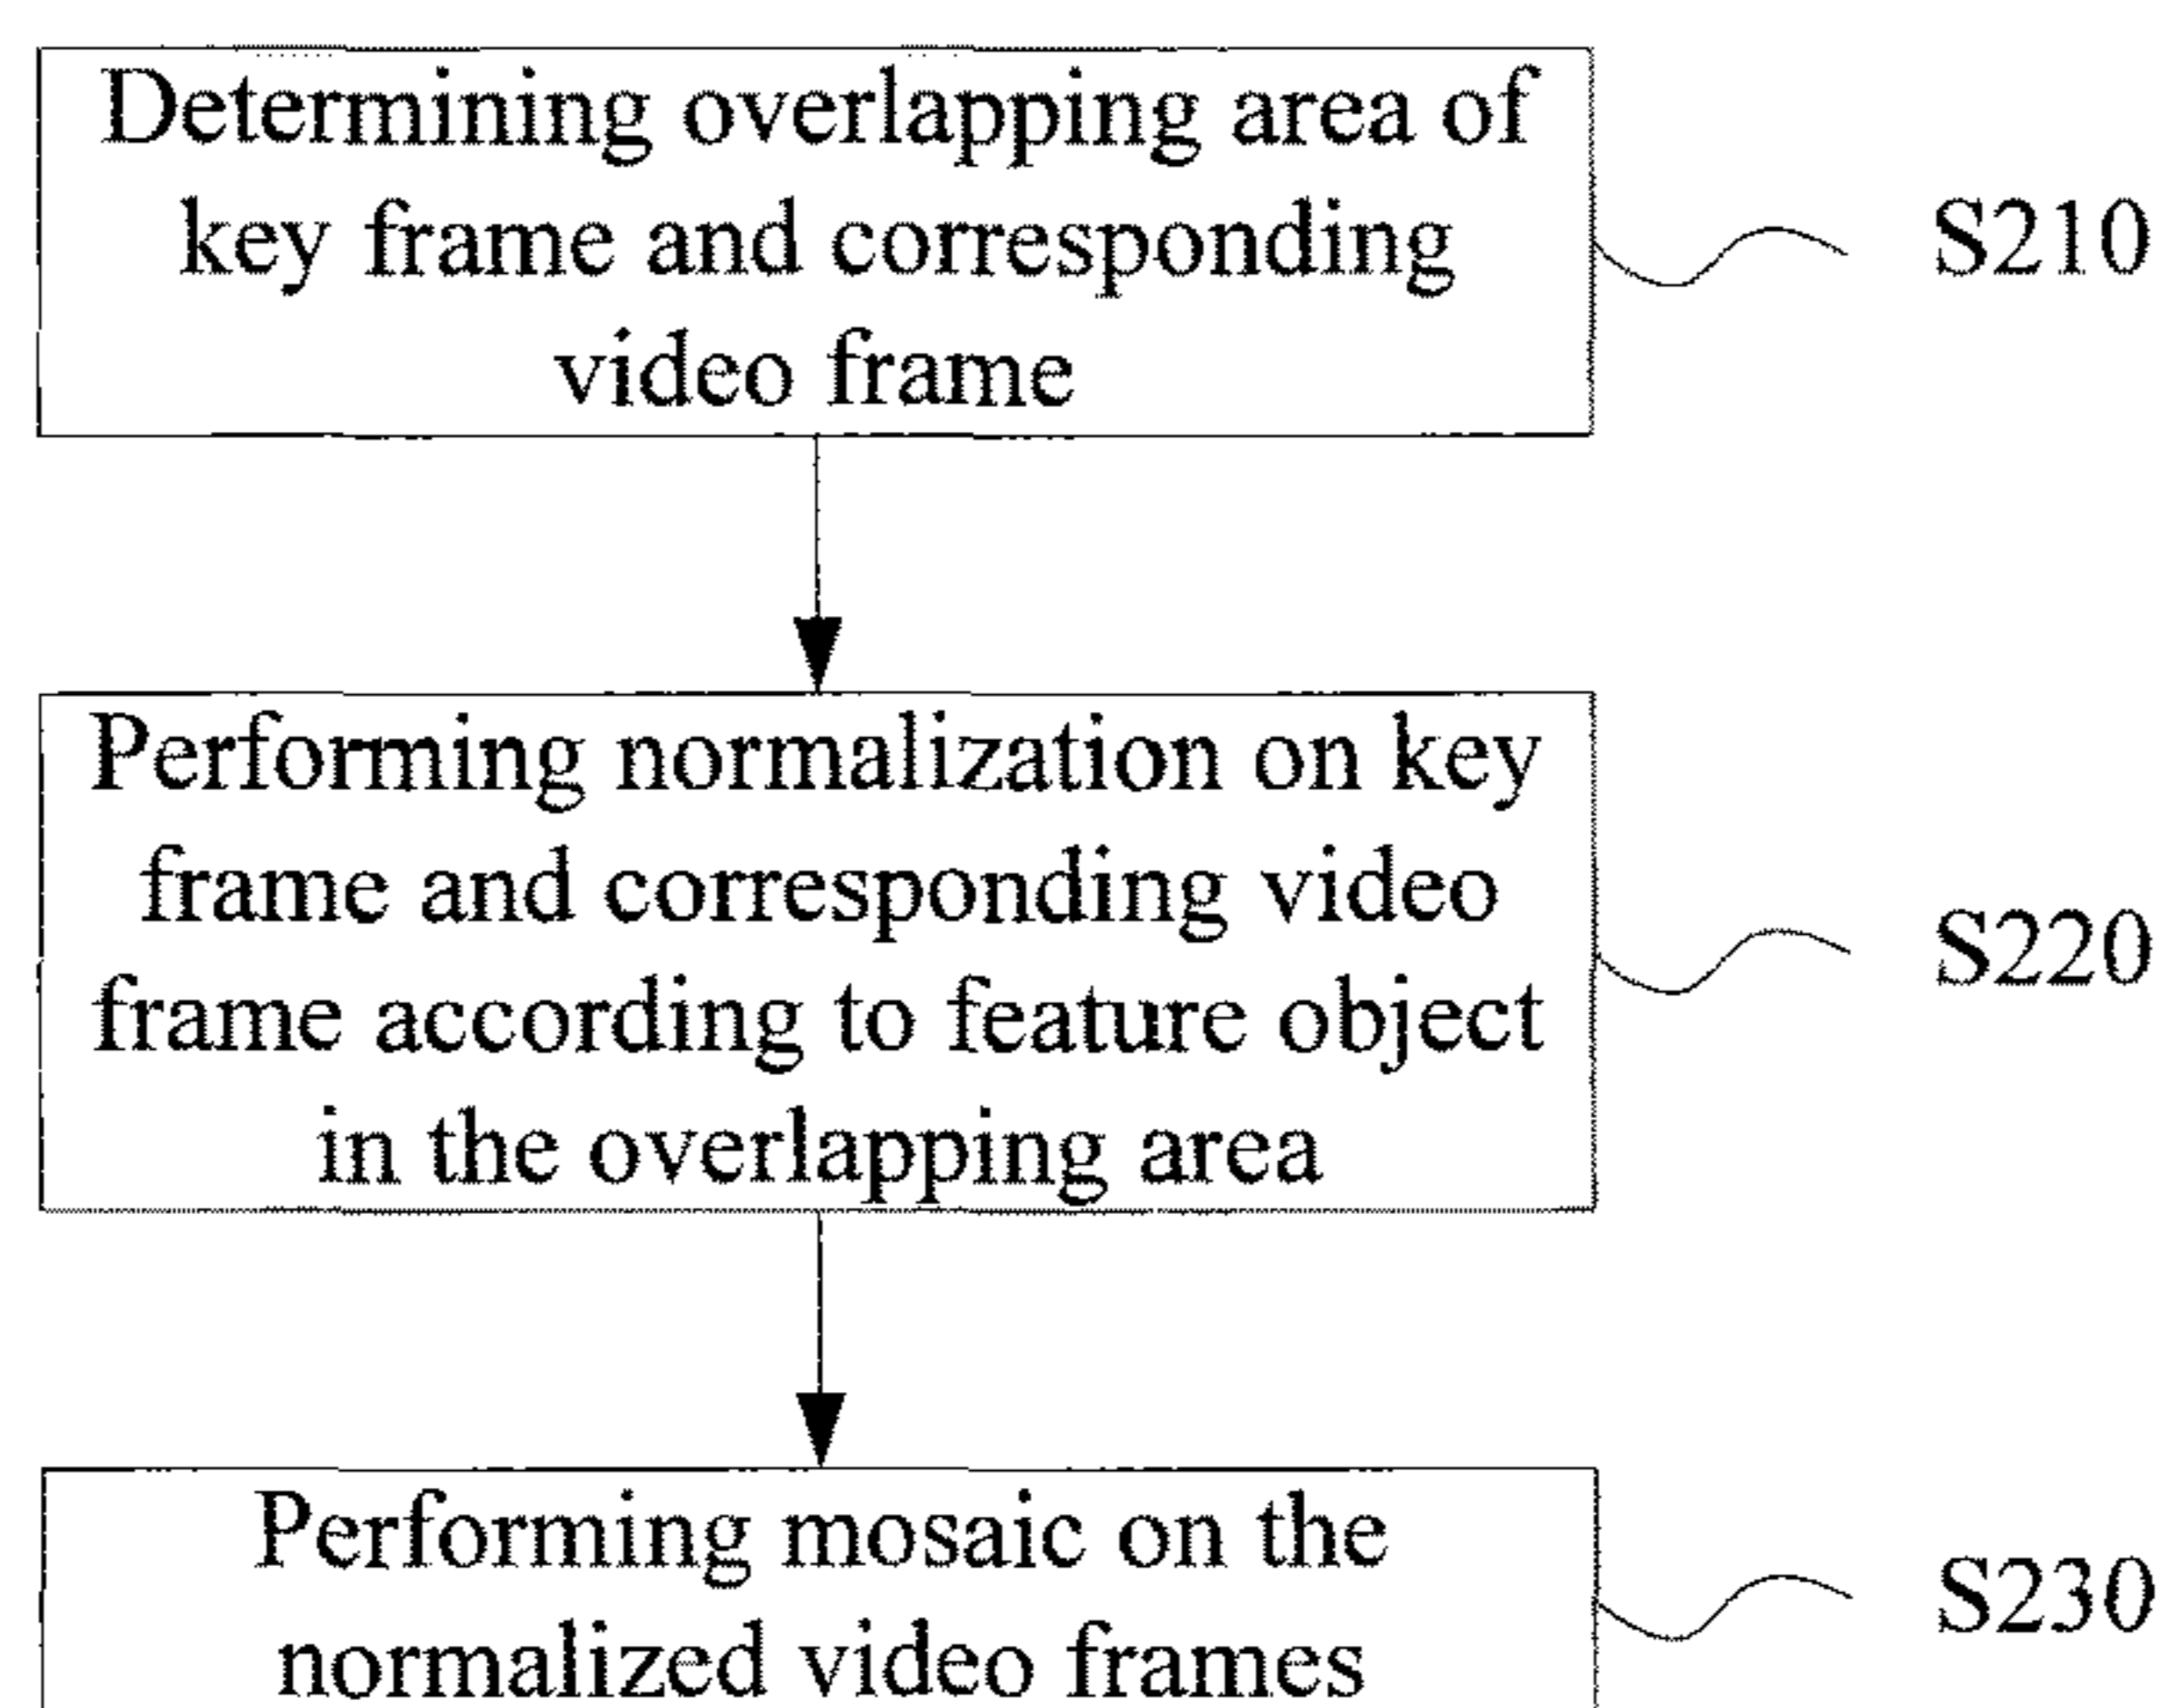 Determining overlapping area of
key frame and corresponding
video frame
S210
Performing normalization on key
frame and corresponding video
frame according to feature object
in the overlapping area
S220
Performing mosaic on the
normalized video frames
S230